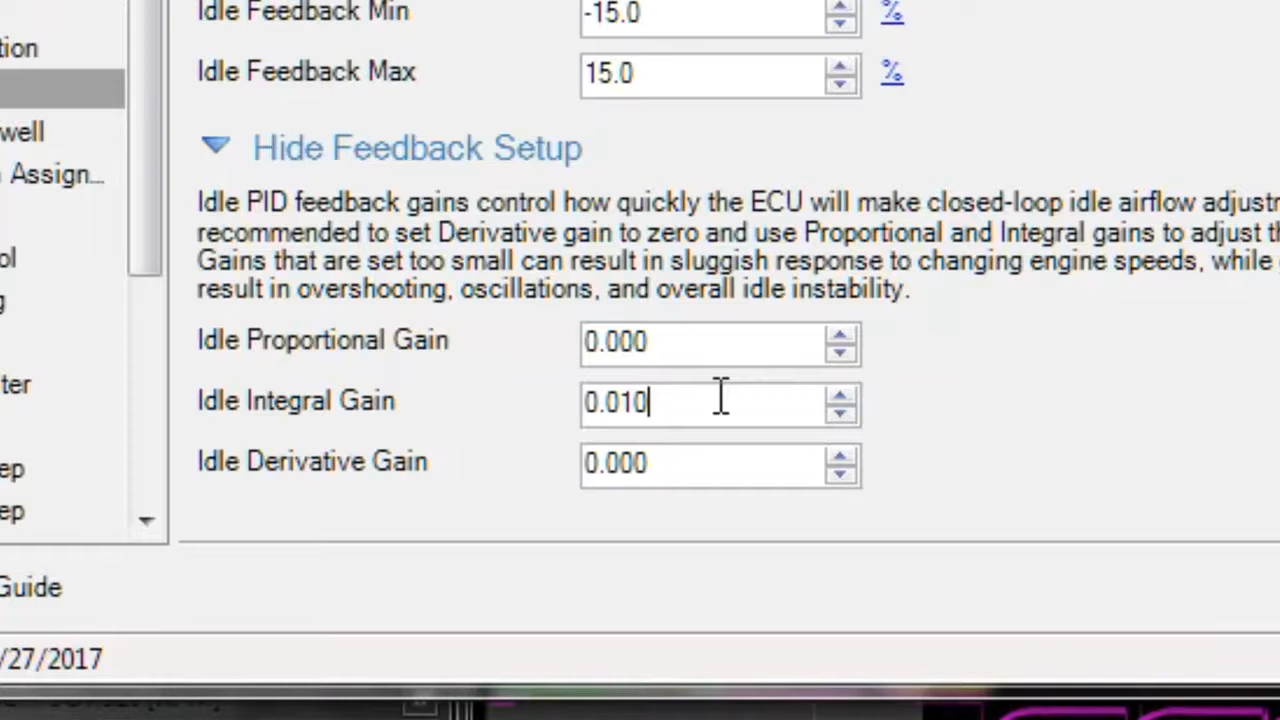 Idle Feedback Min -15.0 %
tion
Idle Feedback Max 15.0 %
well
Hide Feedback Setup
Assign...
Idle PID feedback gains control how quickly the ECU will make closed-loop idle airflow
recommended to set Derivative gain to zero and use Proportional and Integral gains to adjust
ol
Gains that are set too small can result in sluggish response to changing engine speeds, while
g
result in overshooting, oscillations, and overall idle instability.
Idle Proportional Gain 0.000
ter
Idle Integral Gain 0.010
Idle Derivative Gain 0.000
ep
ep
Guide
/27/2017